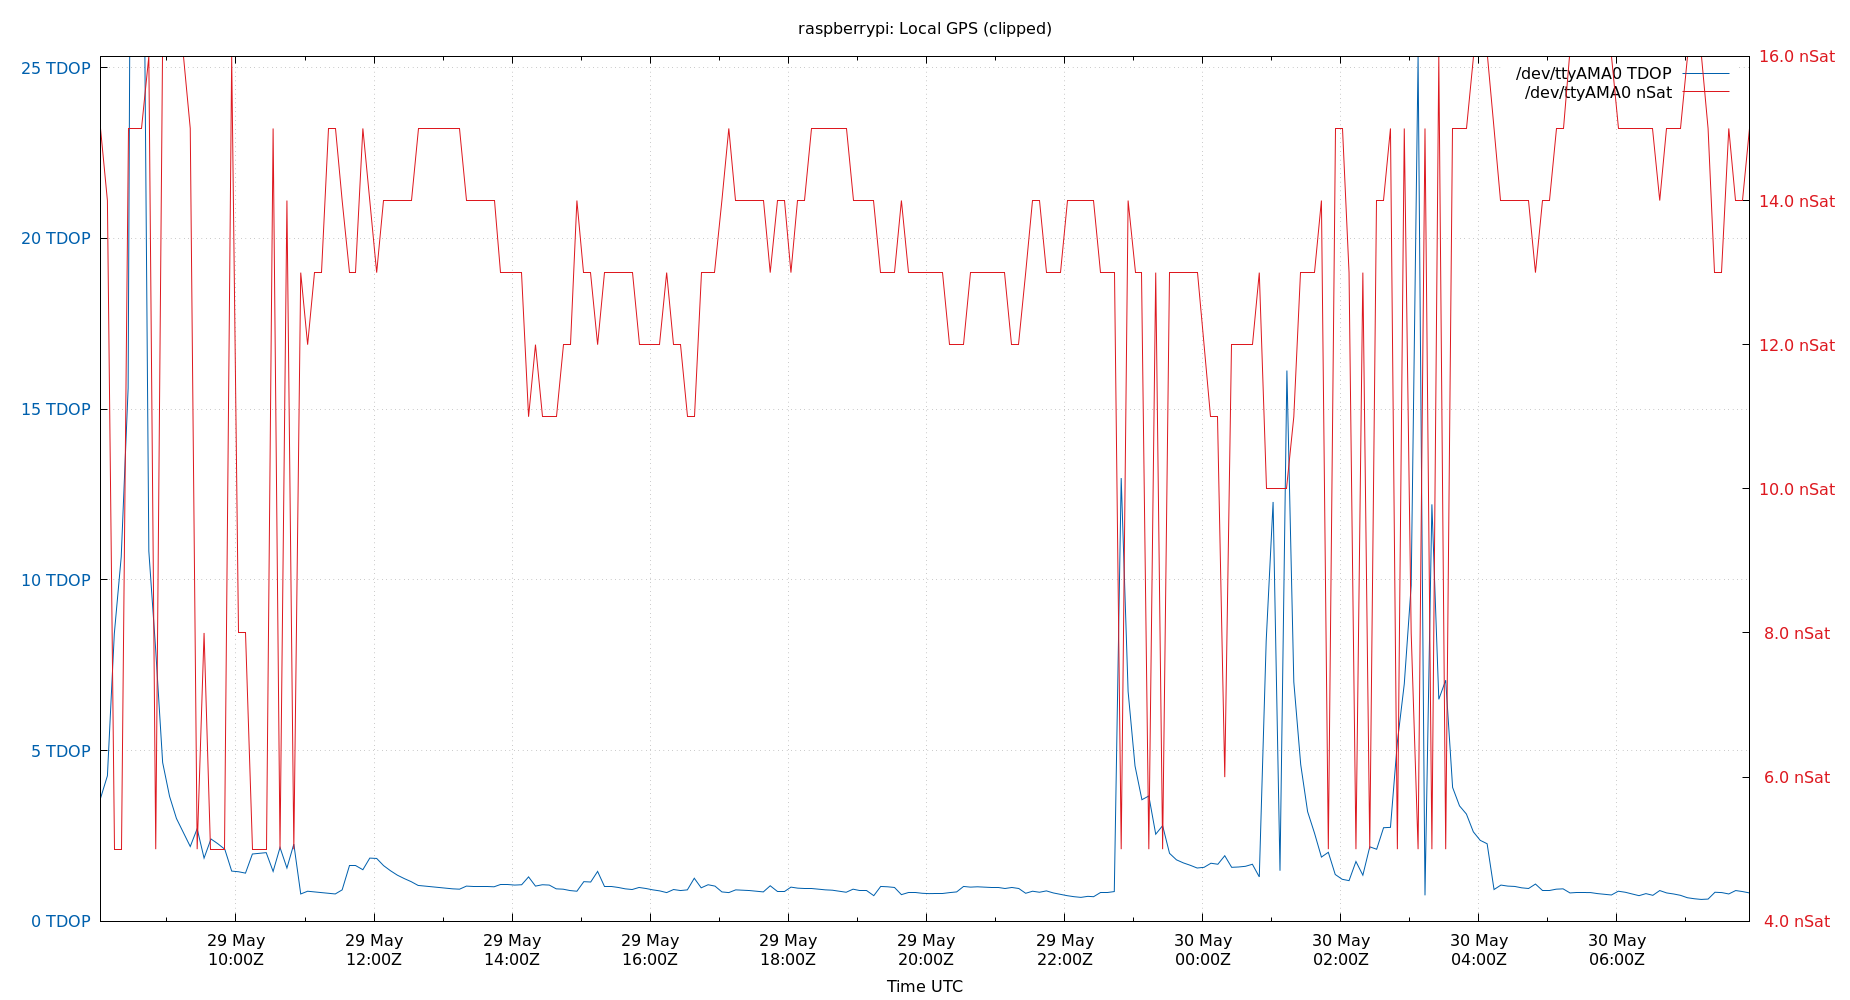 raspberrypi: Local GPS (clipped)
25 TDOP
20 TDOP
15 TDOP
10 TDOP
5 TDOP
0 TDOP
16.0 nSat
14.0 nSat
12.0 nSat
10.0 nSat
8.0 nSat
6.0 nSat
4.0 nSat
/dev/ttyAMA0 TDOP
/dev/ttyAMA0 nSat
29 May
10:00Z
29 May
12:00Z
29 May
14:00Z
29 May
16:00Z
29 May
18:00Z
29 May
20:00Z
29 May
22:00Z
30 May
00:00Z
30 May
02:00Z
30 May
04:00Z
30 May
06:00Z
Time UTC